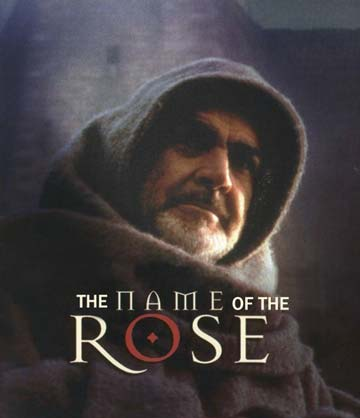 THE NAME OF THE
ROSE